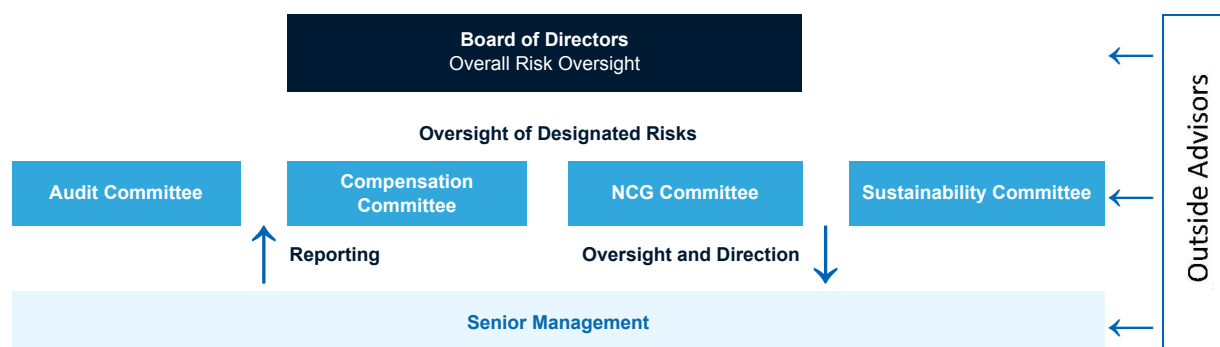 Board of Directors
Overall Risk Oversight
Oversight of Designated Risks
Audit Committee
Compensation
Committee
NCG Committee
Sustainability Committee
Reporting
Oversight and Direction
Senior Management
Outside Advisors